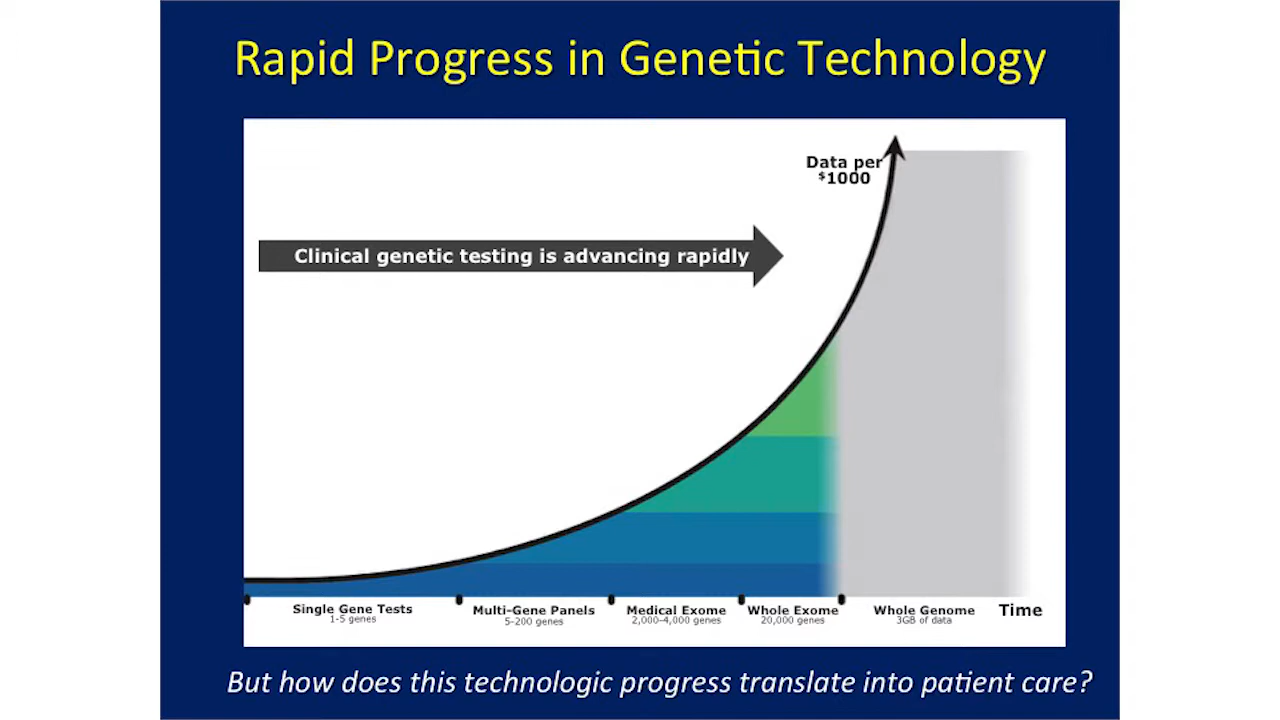 Rapid Progress in Genetic Technology
Data per
$1000
Clinical genetic testing is advancing rapidly
Single Gene Tests
1-5 genes
Multi-Gene Panels
5-200 genes
Medical Exome
2,000-4,000 genes
Whole Exome
20,000 genes
Whole Genome
3GB of data
Time
But how does this technologic progress translate into patient care?